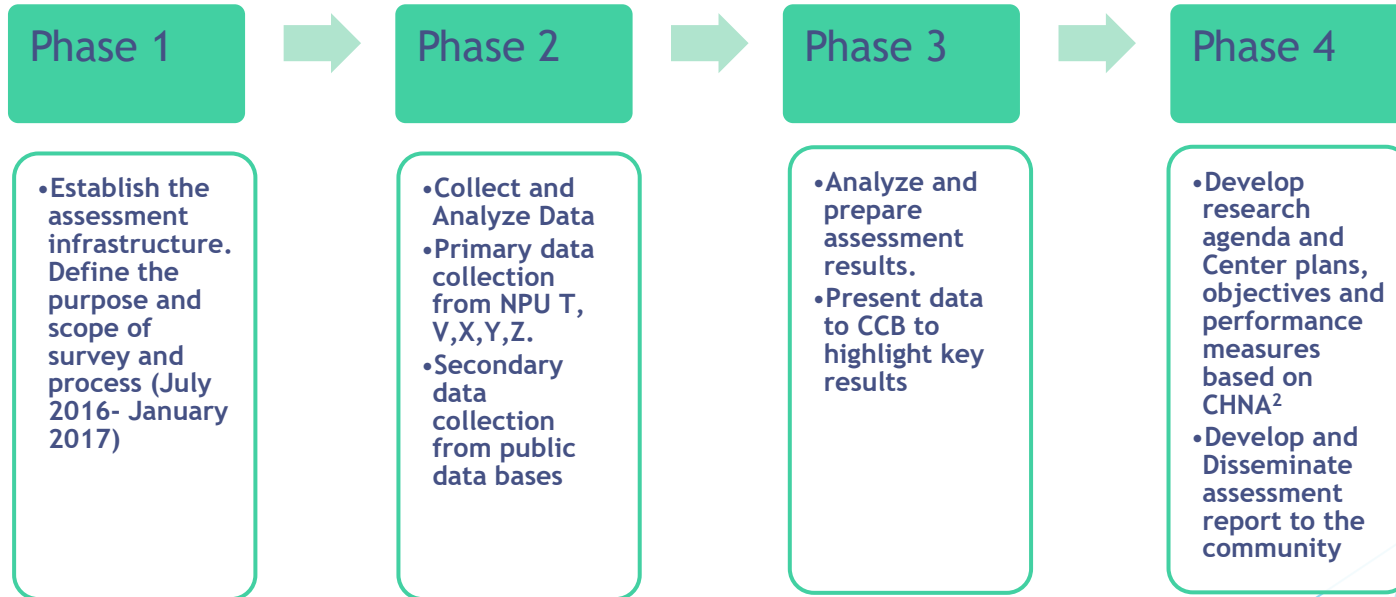 Phase 1
•Establish the
assessment
infrastructure.
Define the
purpose and
scope of
survey and
process (July
2016- January
2017)
Phase 2
•Collect and
Analyze Data
•Primary data
collection
from NPU T,
V,X,Y,Z.
•Secondary
data
collection
from public
data bases
Phase 3
•Analyze and
prepare
assessment
results.
•Present data
to CCB to
highlight key
results
Phase 4
•Develop
research
agenda and
Center plans,
objectives and
performance
measures
based on
CHNA²
•Develop and
Disseminate
assessment
report to the
community